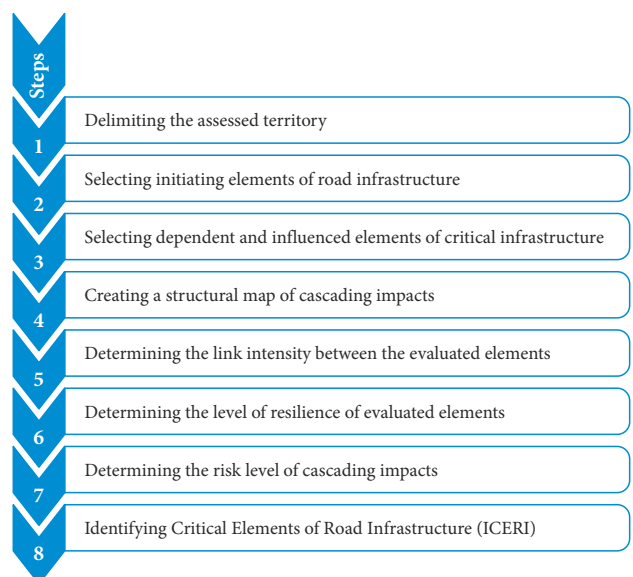 Steps
1
Delimiting the assessed territory
2
Selecting initiating elements of road infrastructure
3
Selecting dependent and influenced elements of critical infrastructure
4
Creating a structural map of cascading impacts
5
Determining the link intensity between the evaluated elements
6
Determining the level of resilience of evaluated elements
7
Determining the risk level of cascading impacts
8
Identifying Critical Elements of Road Infrastructure (ICERI)